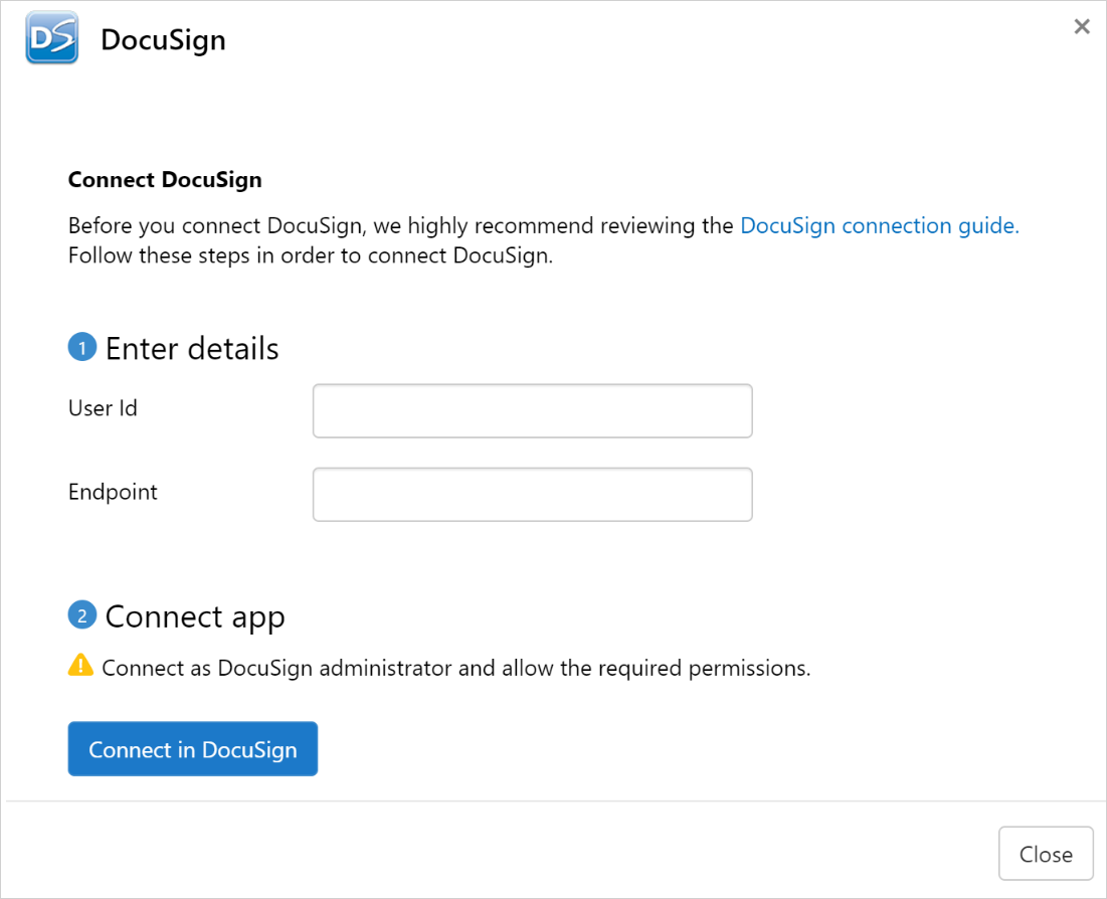 DS DocuSign
×
Connect DocuSign
Before you connect DocuSign, we highly recommend reviewing the DocuSign connection guide.
Follow these steps in order to connect DocuSign.
1 Enter details
User Id
Endpoint
2 Connect app
Connect as DocuSign administrator and allow the required permissions.
Connect in DocuSign
Close